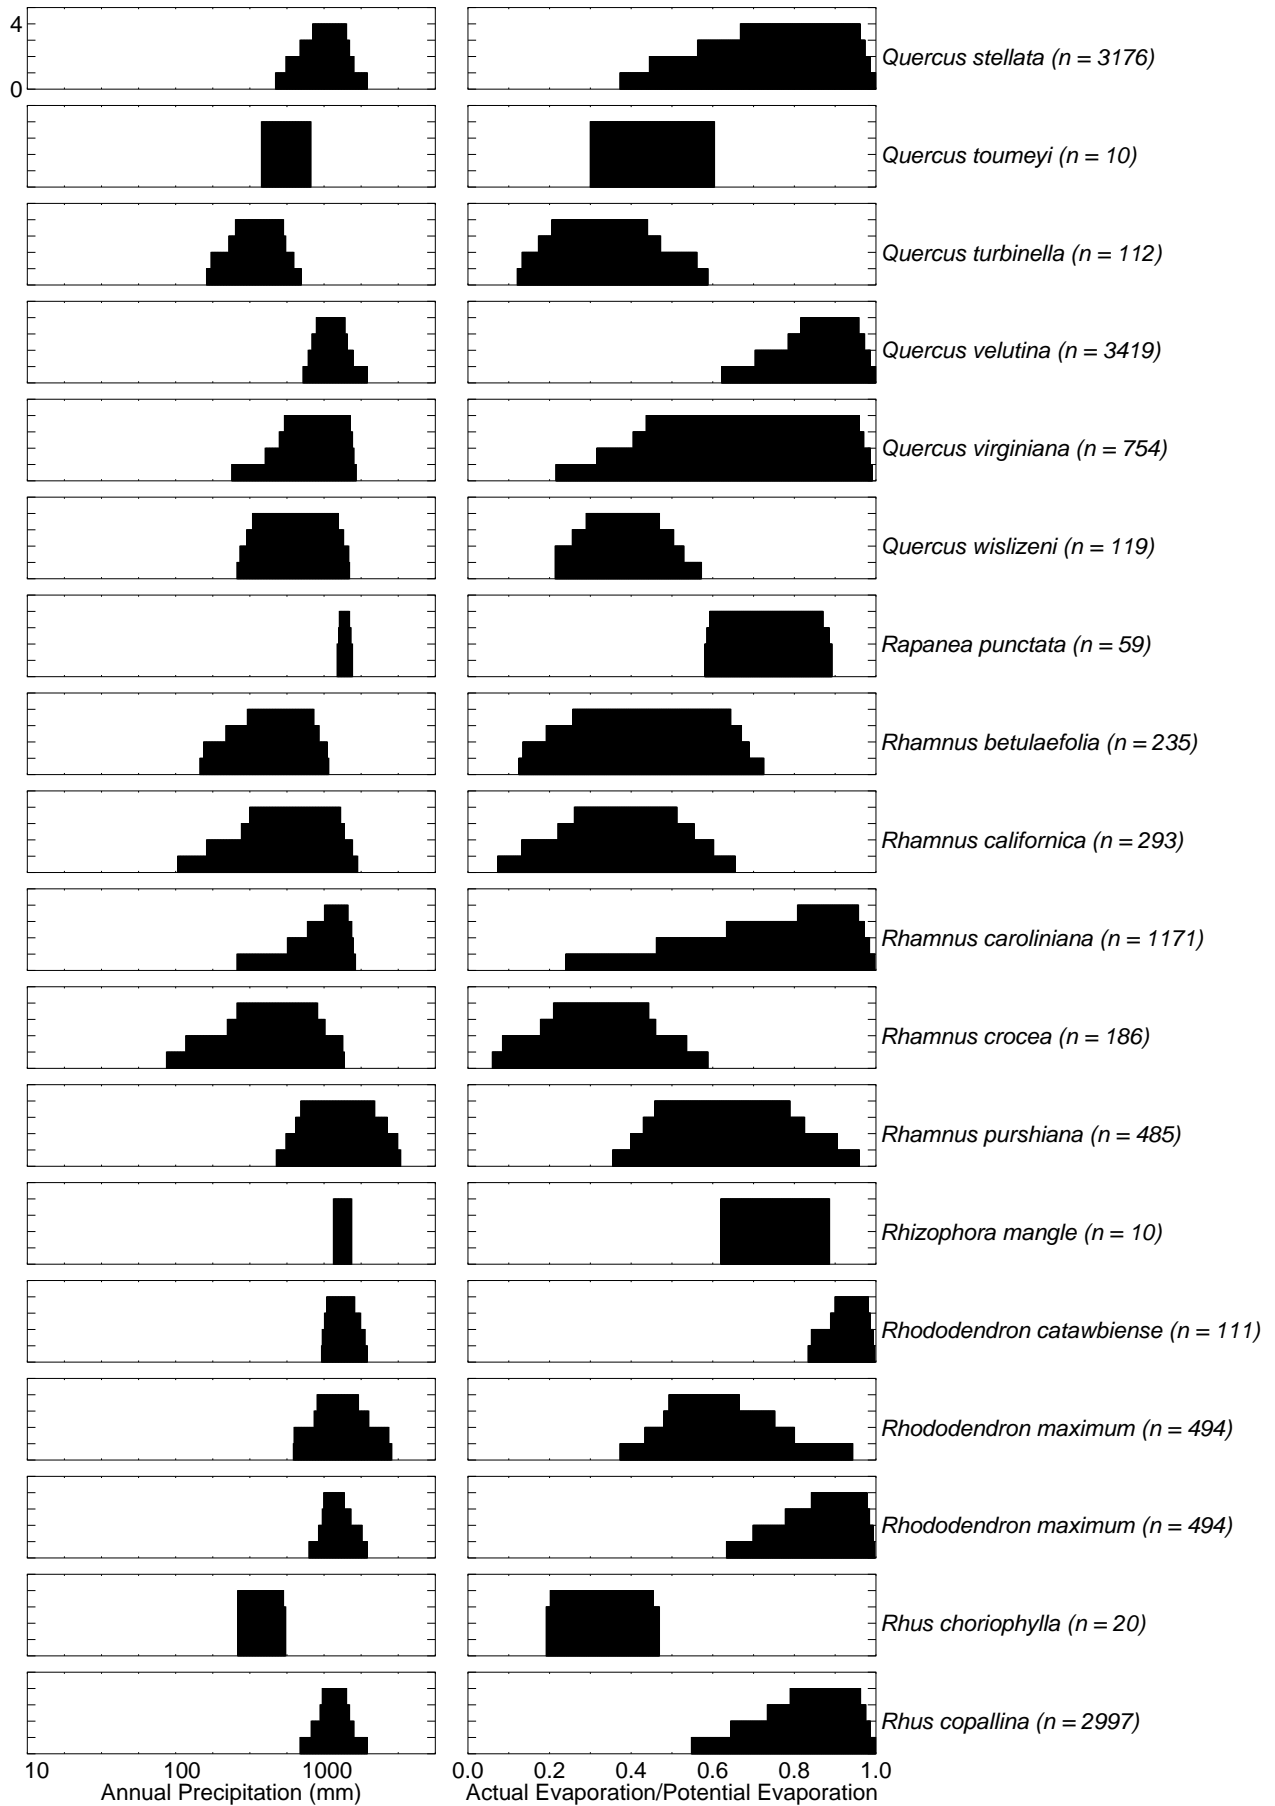 4
0
Quercus stellata (n = 3176)
Quercus toumeyi (n = 10)
Quercus turbinella (n = 112)
Quercus velutina (n = 3419)
Quercus virginiana (n = 754)
Quercus wislizeni (n = 119)
Rapanea punctata (n = 59)
Rhamnus betulaefolia (n = 235)
Rhamnus californica (n = 293)
Rhamnus caroliniana (n = 1171)
Rhamnus crocea (n = 186)
Rhamnus purshiana (n = 485)
Rhizophora mangle (n = 10)
Rhododendron catawbiense (n = 111)
Rhododendron maximum (n = 494)
Rhododendron maximum (n = 494)
Rhus choriophylla (n = 20)
Rhus copallina (n = 2997)
10 100 1000 0.0 0.2 0.4 0.6 0.8 1.0
Annual Precipitation (mm) Actual Evaporation/Potential Evaporation